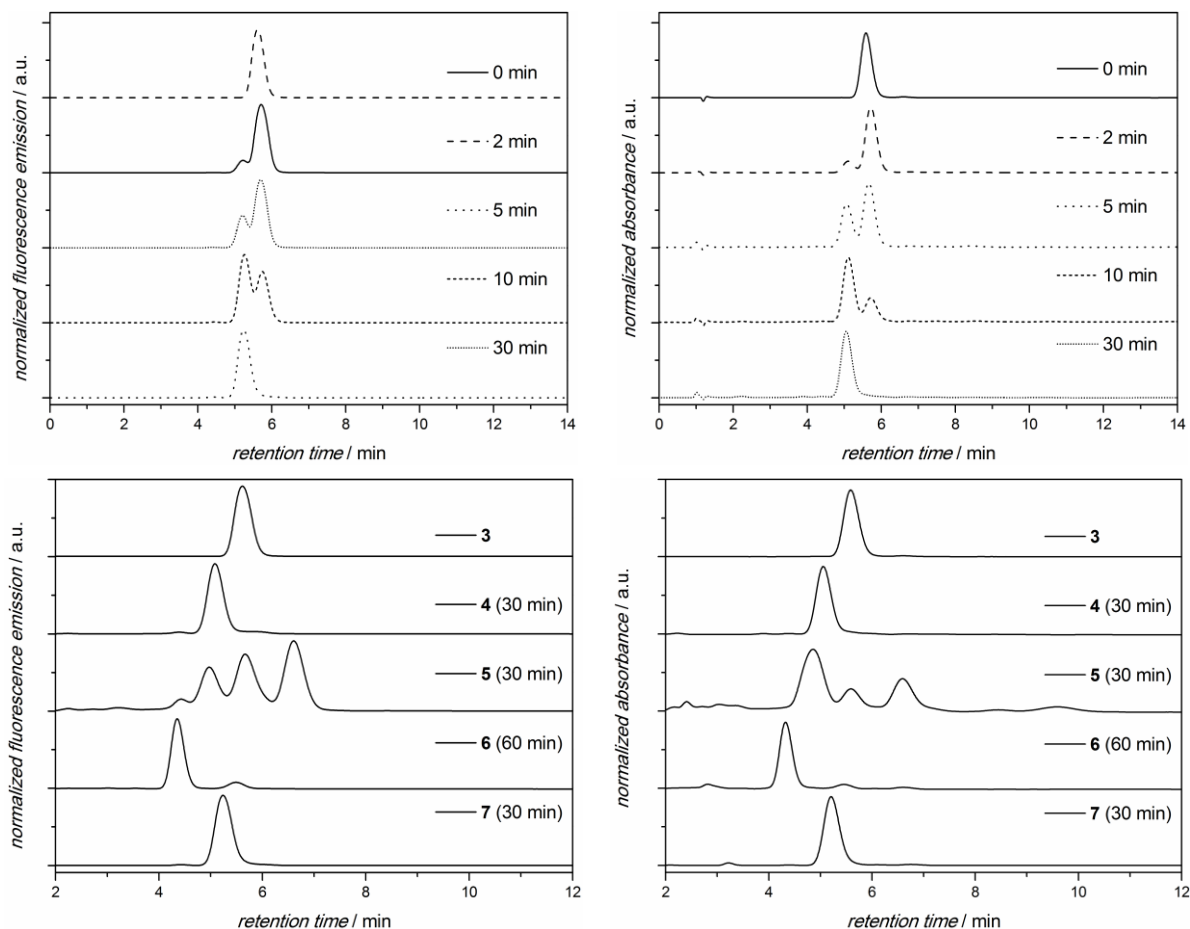 normalized fluorescence emission / a.u.
0 min
2 min
5 min
10 min
30 min
0 2 4 6 8 10 12 14
retention time / min
normalized absorbance / a.u.
0 min
2 min
5 min
10 min
30 min
0 2 4 6 8 10 12 14
retention time / min
normalized fluorescence emission / a.u.
3
4 (30 min)
5 (30 min)
6 (60 min)
7 (30 min)
2 4 6 8 10 12
retention time / min
normalized absorbance / a.u.
3
4 (30 min)
5 (30 min)
6 (60 min)
7 (30 min)
2 4 6 8 10 12
retention time / min